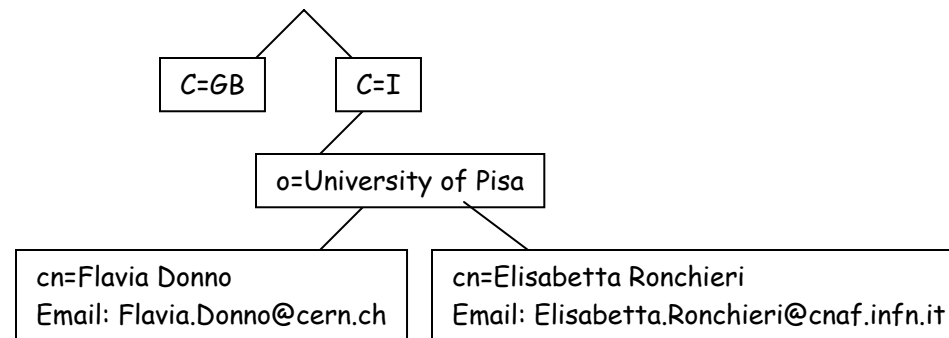 C=GB
C=I
o=University of Pisa
cn=Flavia Donno
Email: Flavia.Donno@cern.ch
cn=Elisabetta Ronchieri
Email: Elisabetta.Ronchieri@cnaf.infn.it